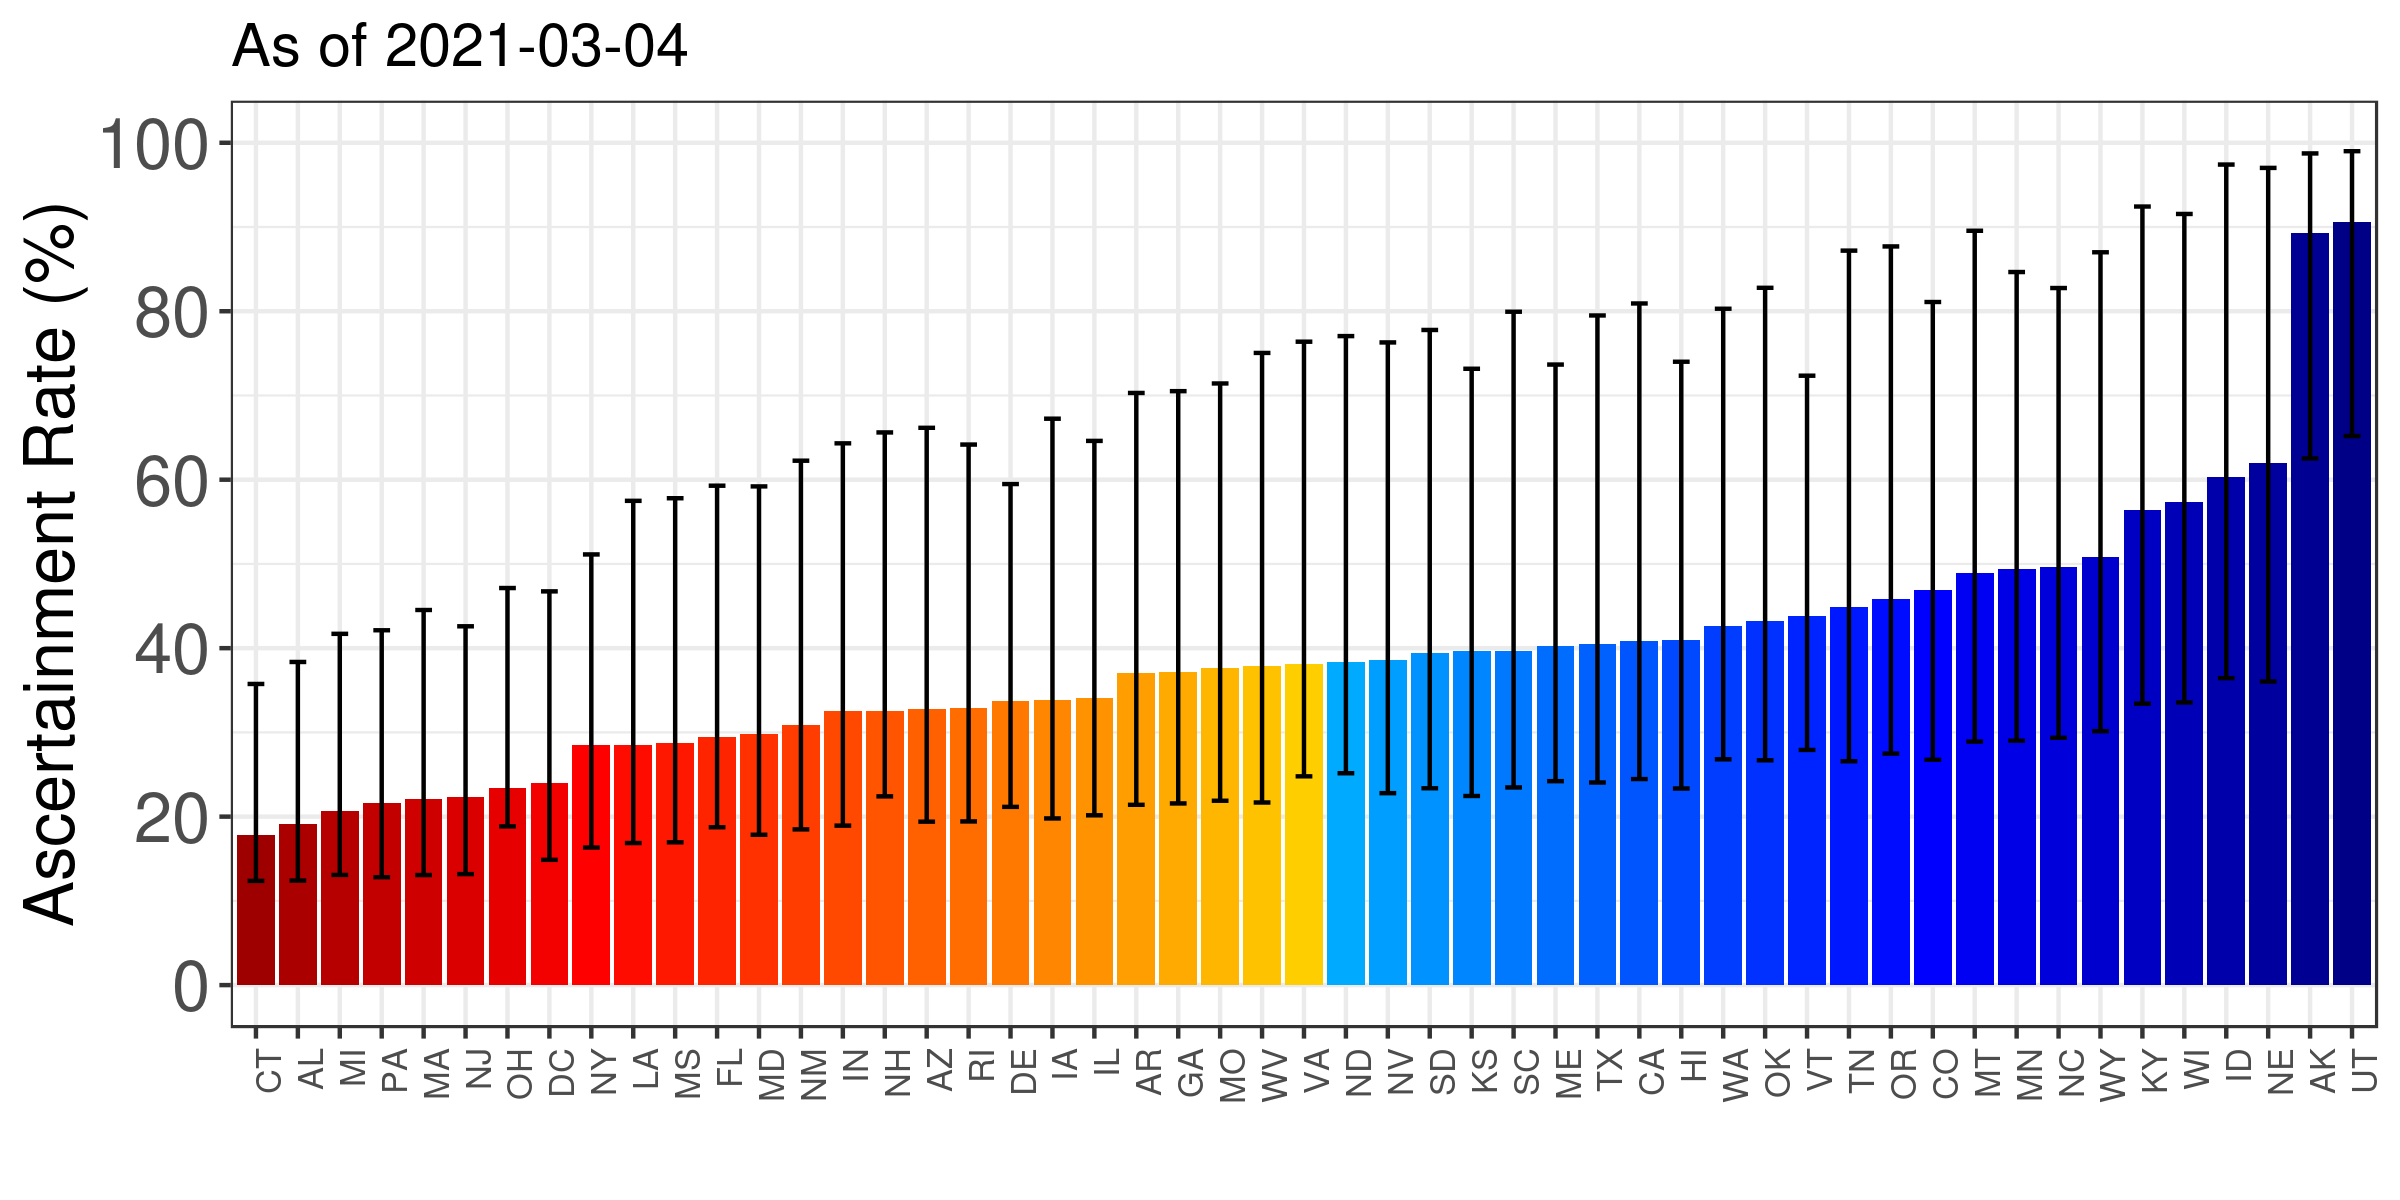 As of 2021-03-04
Ascertainment Rate (%)
100
80
60
40
20
0
CT AL MI PA MA NJ OH DC NY LA MS FL MD NM IN NH AZ RI DE IA IL AR GA MO WV VA ND NV SD KS SC ME TX CA HI WA OK VT TN OR CO MT MN NC WY KY WI ID NE AK UT